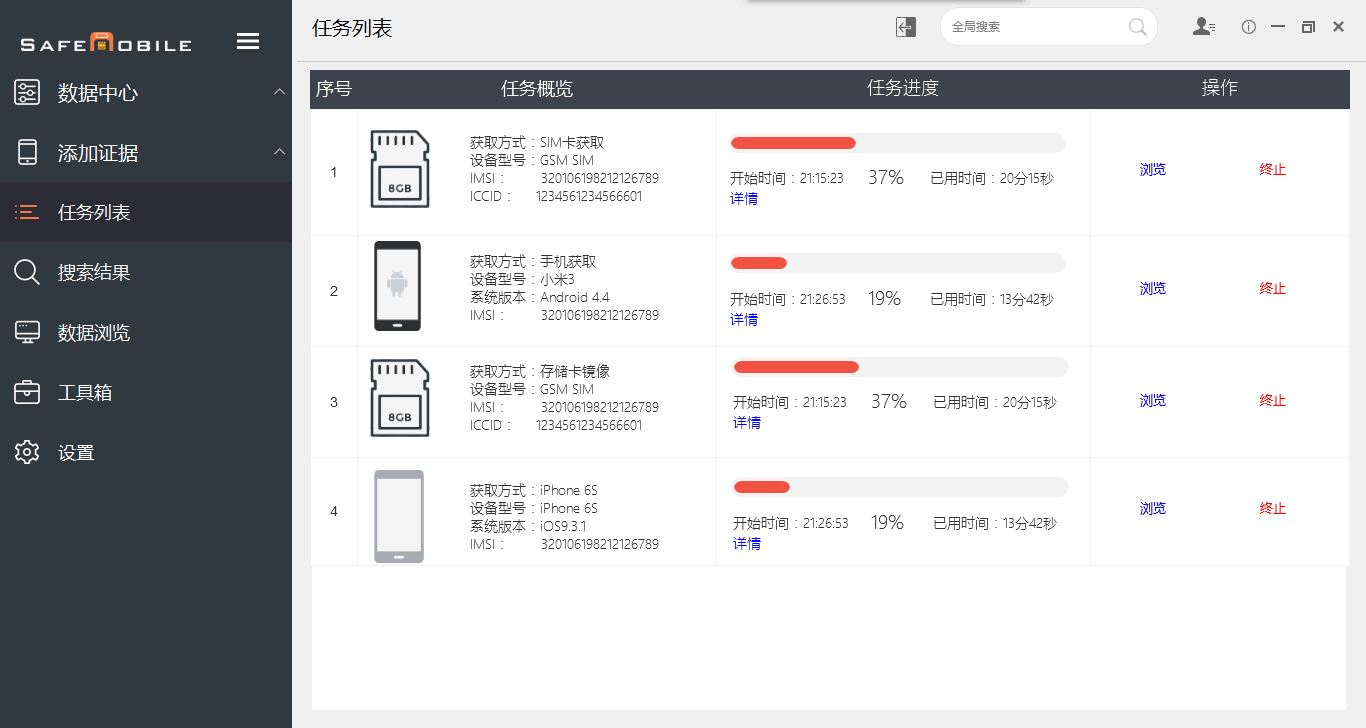 SAFEMOBILE
数据中心
添加证据
任务列表
搜索结果
数据浏览
工具箱
设置
任务列表
全局搜索
序号 任务概览 任务进度 操作
1
8GB
获取方式：SIM卡获取
设备型号：GSM SIM
IMSI： 320106198212126789
ICCID： 1234561234566601
开始时间：21:15:23 37% 已用时间：20分15秒
详情
浏览 终止
2
获取方式：手机获取
设备型号：小米3
系统版本：Android 4.4
IMSI： 320106198212126789
开始时间：21:26:53 19% 已用时间：13分42秒
详情
浏览 终止
3
8GB
获取方式：存储卡镜像
设备型号：GSM SIM
IMSI： 320106198212126789
ICCID： 1234561234566601
开始时间：21:15:23 37% 已用时间：20分15秒
详情
浏览 终止
4
获取方式：iPhone 6S
设备型号：iPhone 6S
系统版本：iOS9.3.1
IMSI： 320106198212126789
开始时间：21:26:53 19% 已用时间：13分42秒
详情
浏览 终止